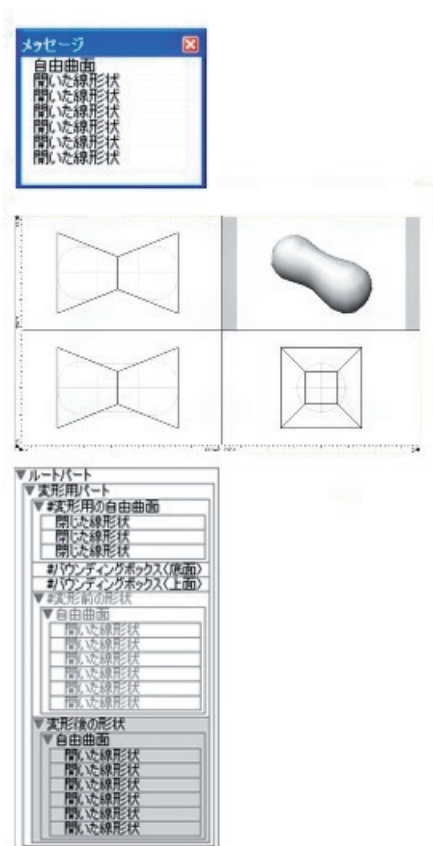 メッセージ
自由曲面
開いた線形状
開いた線形状
開いた線形状
開いた線形状
開いた線形状
開いた線形状
▼ルートパート
▼変形用パート
▼#変形用の自由曲面
閉じた線形状
閉じた線形状
閉じた線形状
#バウンディングボックス〈底面〉
#バウンディングボックス〈上面〉
▼#変形前の形状
▼自由曲面
開いた線形状
開いた線形状
開いた線形状
開いた線形状
開いた線形状
開いた線形状
▼変形後の形状
▼自由曲面
開いた線形状
開いた線形状
開いた線形状
開いた線形状
開いた線形状
開いた線形状